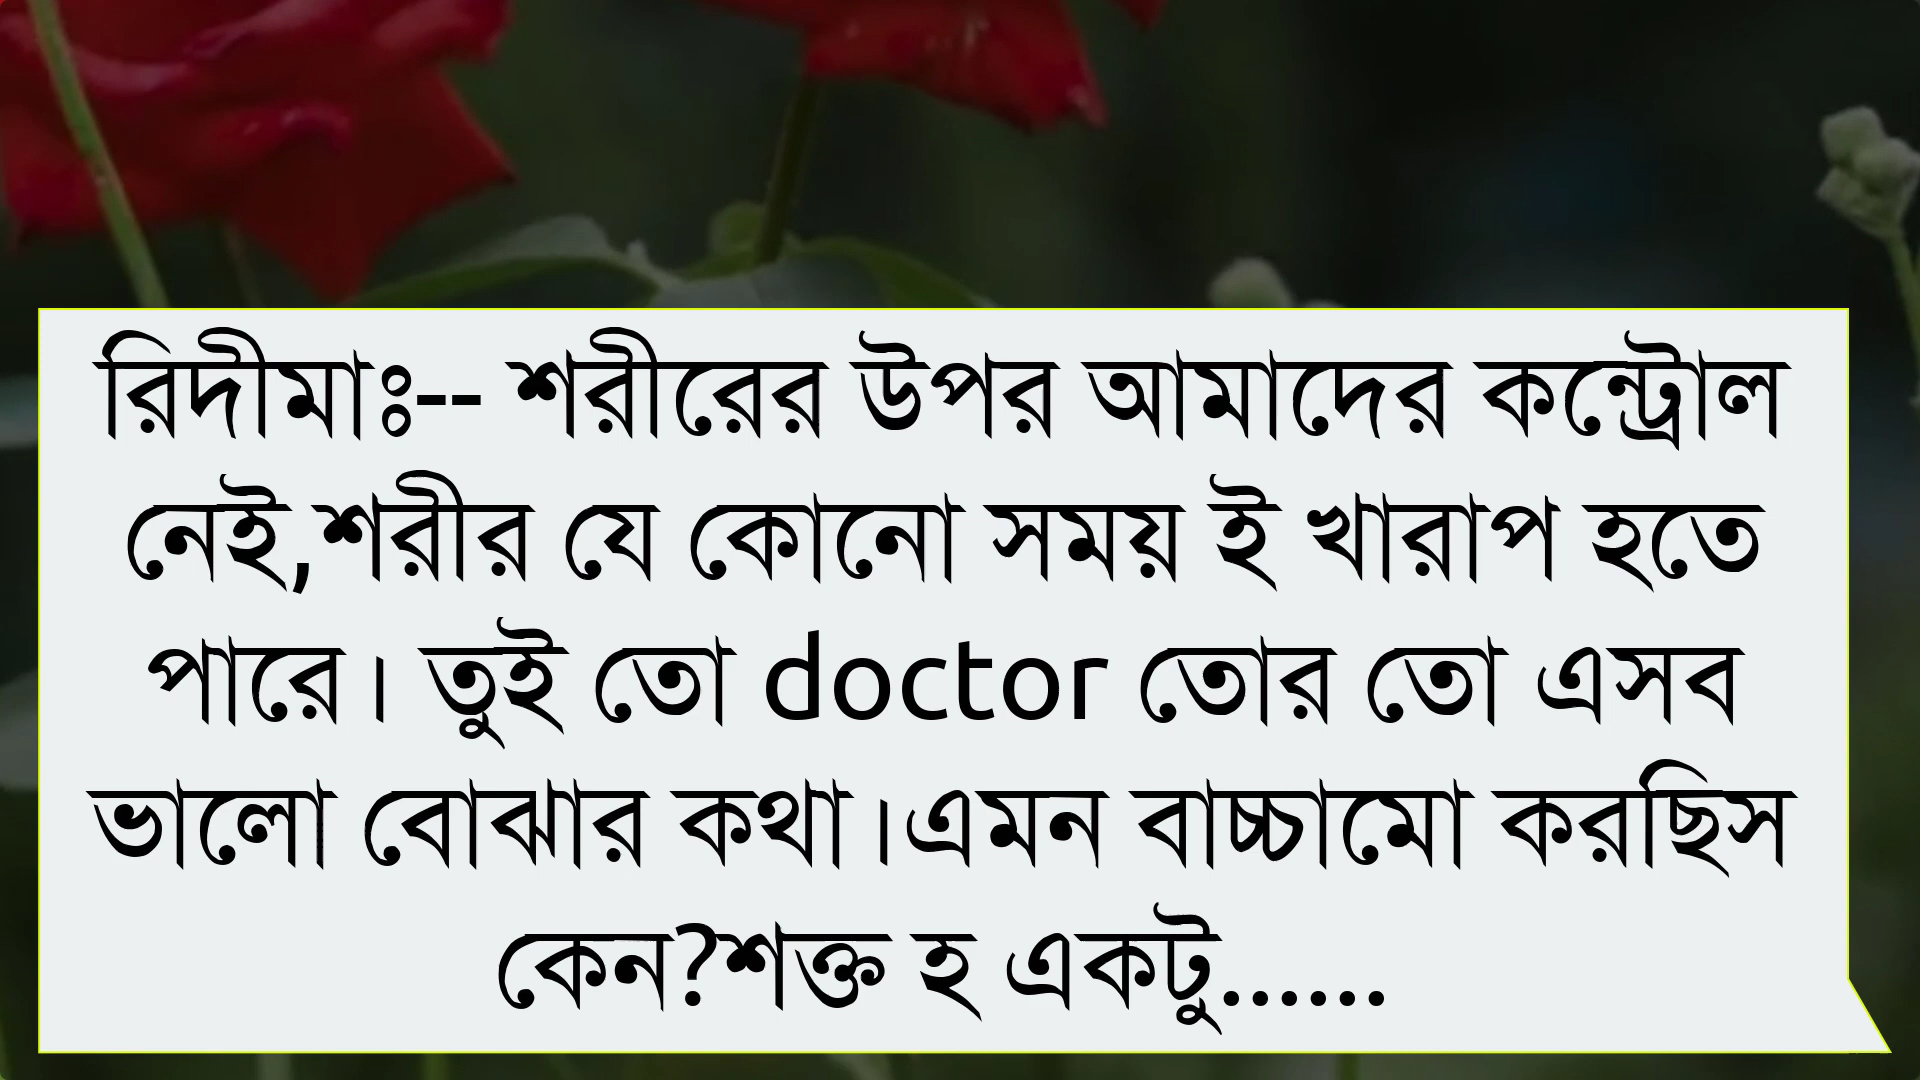 রিদীমাঃ-- শরীরের উপর আমাদের কন্ট্রোল
নেই,শরীর যে কোনো সময় ই খারাপ হতে
পারে। তুই তো doctor তোর তো এসব
ভালো বোঝার কথা।এমন বাচ্চামো করছিস
কেন?শক্ত হ একটু......